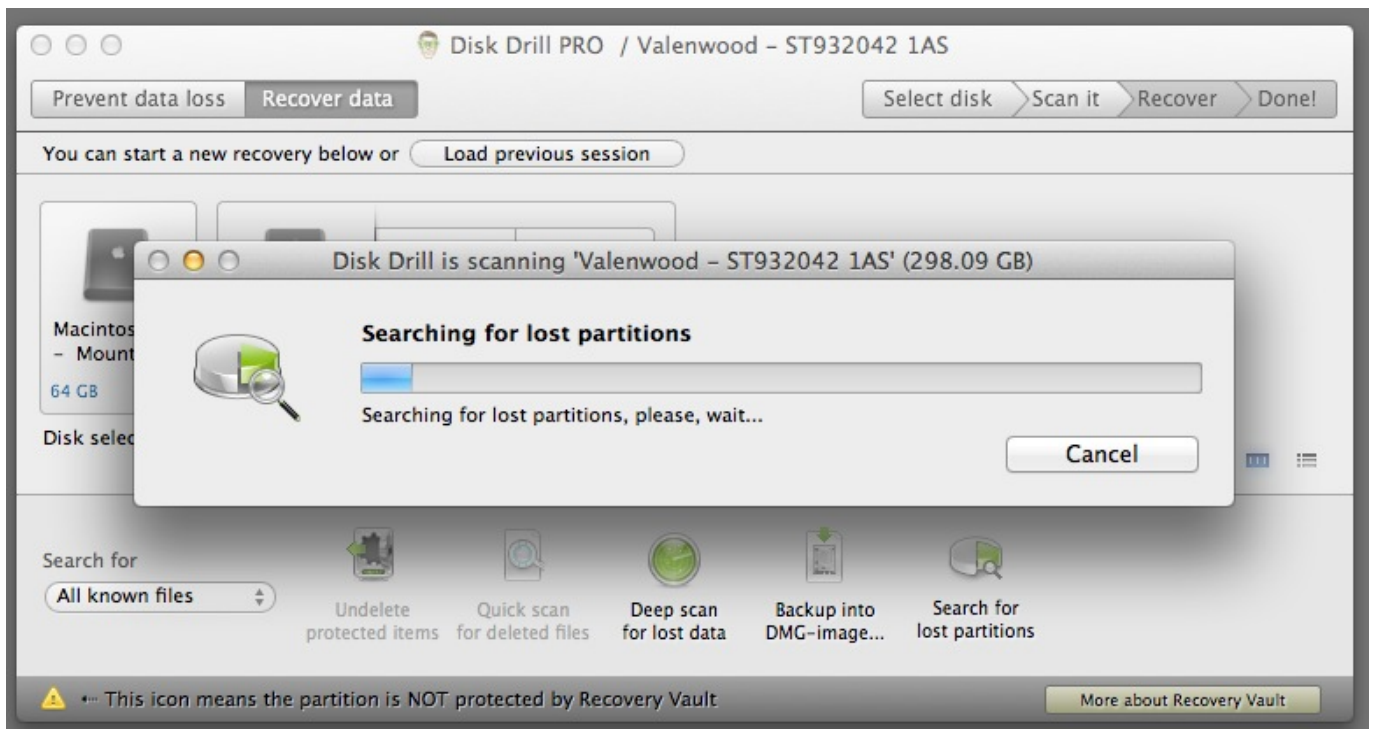 Disk Drill PRO / Valenwood – ST932042 1AS
Prevent data loss Recover data Select disk Scan it Recover Done!
You can start a new recovery below or Load previous session
Disk Drill is scanning 'Valenwood – ST932042 1AS' (298.09 GB)
Searching for lost partitions
Searching for lost partitions, please, wait...
Cancel
Macintos
– Mount
64 GB
Disk selec
Search for
All known files
Undelete
protected items
Quick scan
for deleted files
Deep scan
for lost data
Backup into
DMG-image...
Search for
lost partitions
This icon means the partition is NOT protected by Recovery Vault
More about Recovery Vault